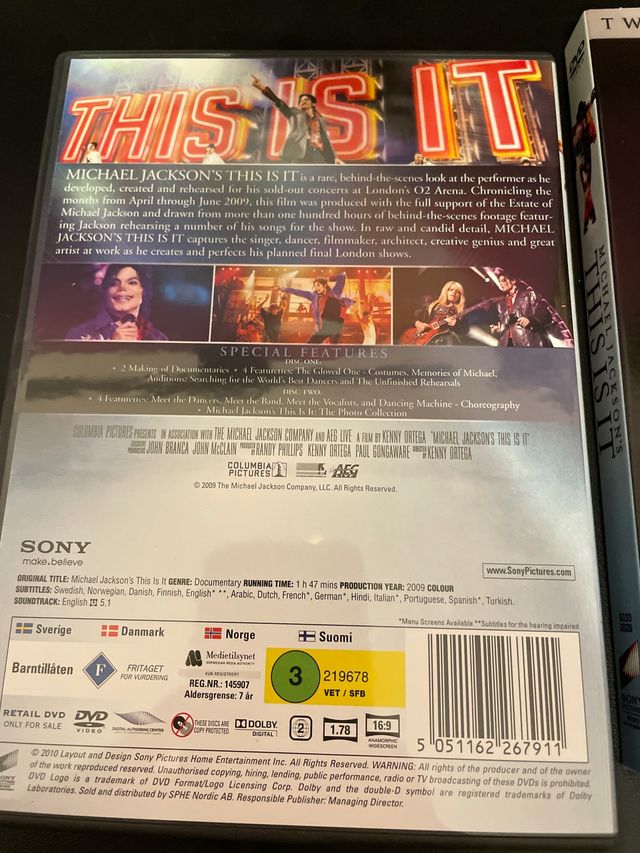 THIS IS IT
MICHAEL JACKSON'S THIS IS IT is a rare, behind-the-scenes look at the performer as he
developed, created and rehearsed for his sold-out concerts at London's O2 Arena. Chronicling the
months from April through June 2009, this film was produced with the full support of the Estate of
Michael Jackson and drawn from more than one hundred hours of behind-the-scenes footage featur-
ing Jackson rehearsing a number of his songs for the show. In raw and candid detail, MICHAEL
JACKSON'S THIS IS IT captures the singer, dancer, filmmaker, architect, creative genius and great
artist at work as he creates and perfects his planned final London shows.
SPECIAL FEATURES
DISC ONE:
• 2 Making-of Documentaries • 4 Featurettes: The Gloved One - Costumes, Memories of Michael,
Auditions: Searching for the World's Best Dancers and The Unfinished Rehearsals
DISC TWO:
• 4 Featurettes: Meet the Dancers, Meet the Band, Meet the Vocalists, and Dancing Machine - Choreography
• Michael Jackson's This Is It: The Photo Collection
COLUMBIA PICTURES PRESENTS IN ASSOCIATION WITH THE MICHAEL JACKSON COMPANY AND AEG LIVE A FILM BY KENNY ORTEGA "MICHAEL JACKSON'S THIS IS IT"
EXECUTIVE PRODUCERS JOHN BRANCA JOHN McCLAIN PRODUCED BY RANDY PHILLIPS KENNY ORTEGA PAUL GONGAWARE DIRECTED BY KENNY ORTEGA
COLUMBIA PICTURES AEG
© 2009 The Michael Jackson Company, LLC. All Rights Reserved.
SONY
make.believe
www.SonyPictures.com
ORIGINAL TITLE: Michael Jackson's This Is It GENRE: Documentary RUNNING TIME: 1 h 47 mins PRODUCTION YEAR: 2009 COLOUR
SUBTITLES: Swedish, Norwegian, Danish, Finnish, English* **, Arabic, Dutch, French*, German*, Hindi, Italian*, Portuguese, Spanish*, Turkish.
SOUNDTRACK: English 5.1
*Menu Screens Available **Subtitles for the hearing impaired
Sverige Danmark Norge Suomi
Barntillåten
F
FRITAGET
FOR VURDERING
Medietilsynet
NORWEGIAN MEDIA AUTHORITY
KUN REGISTRERT
REG.NR.: 145907
Aldersgrense: 7 år
3
219678
VET / SFB
RETAIL DVD
ONLY FOR SALE
DVD
VIDEO
DIGITAL AUTHORING CENTER
THESE DISCS ARE
COPY PROTECTED
DOLBY
DIGITAL
2
1.78
16:9
ANAMORPHIC
WIDESCREEN
5 051162 267911
© 2010 Layout and Design Sony Pictures Home Entertainment Inc. All Rights Reserved. WARNING: All rights of the producer and of the owner
of the work reproduced reserved. Unauthorised copying, hiring, lending, public performance, radio or TV broadcasting of these DVDs is prohibited.
DVD Logo is a trademark of DVD Format/Logo Licensing Corp. Dolby and the double-D symbol are registered trademarks of Dolby
Laboratories. Sold and distributed by SPHE Nordic AB. Responsible Publisher: Managing Director.
TW
DVD
MICHAEL JACKSON'S
THIS IS IT
SONY